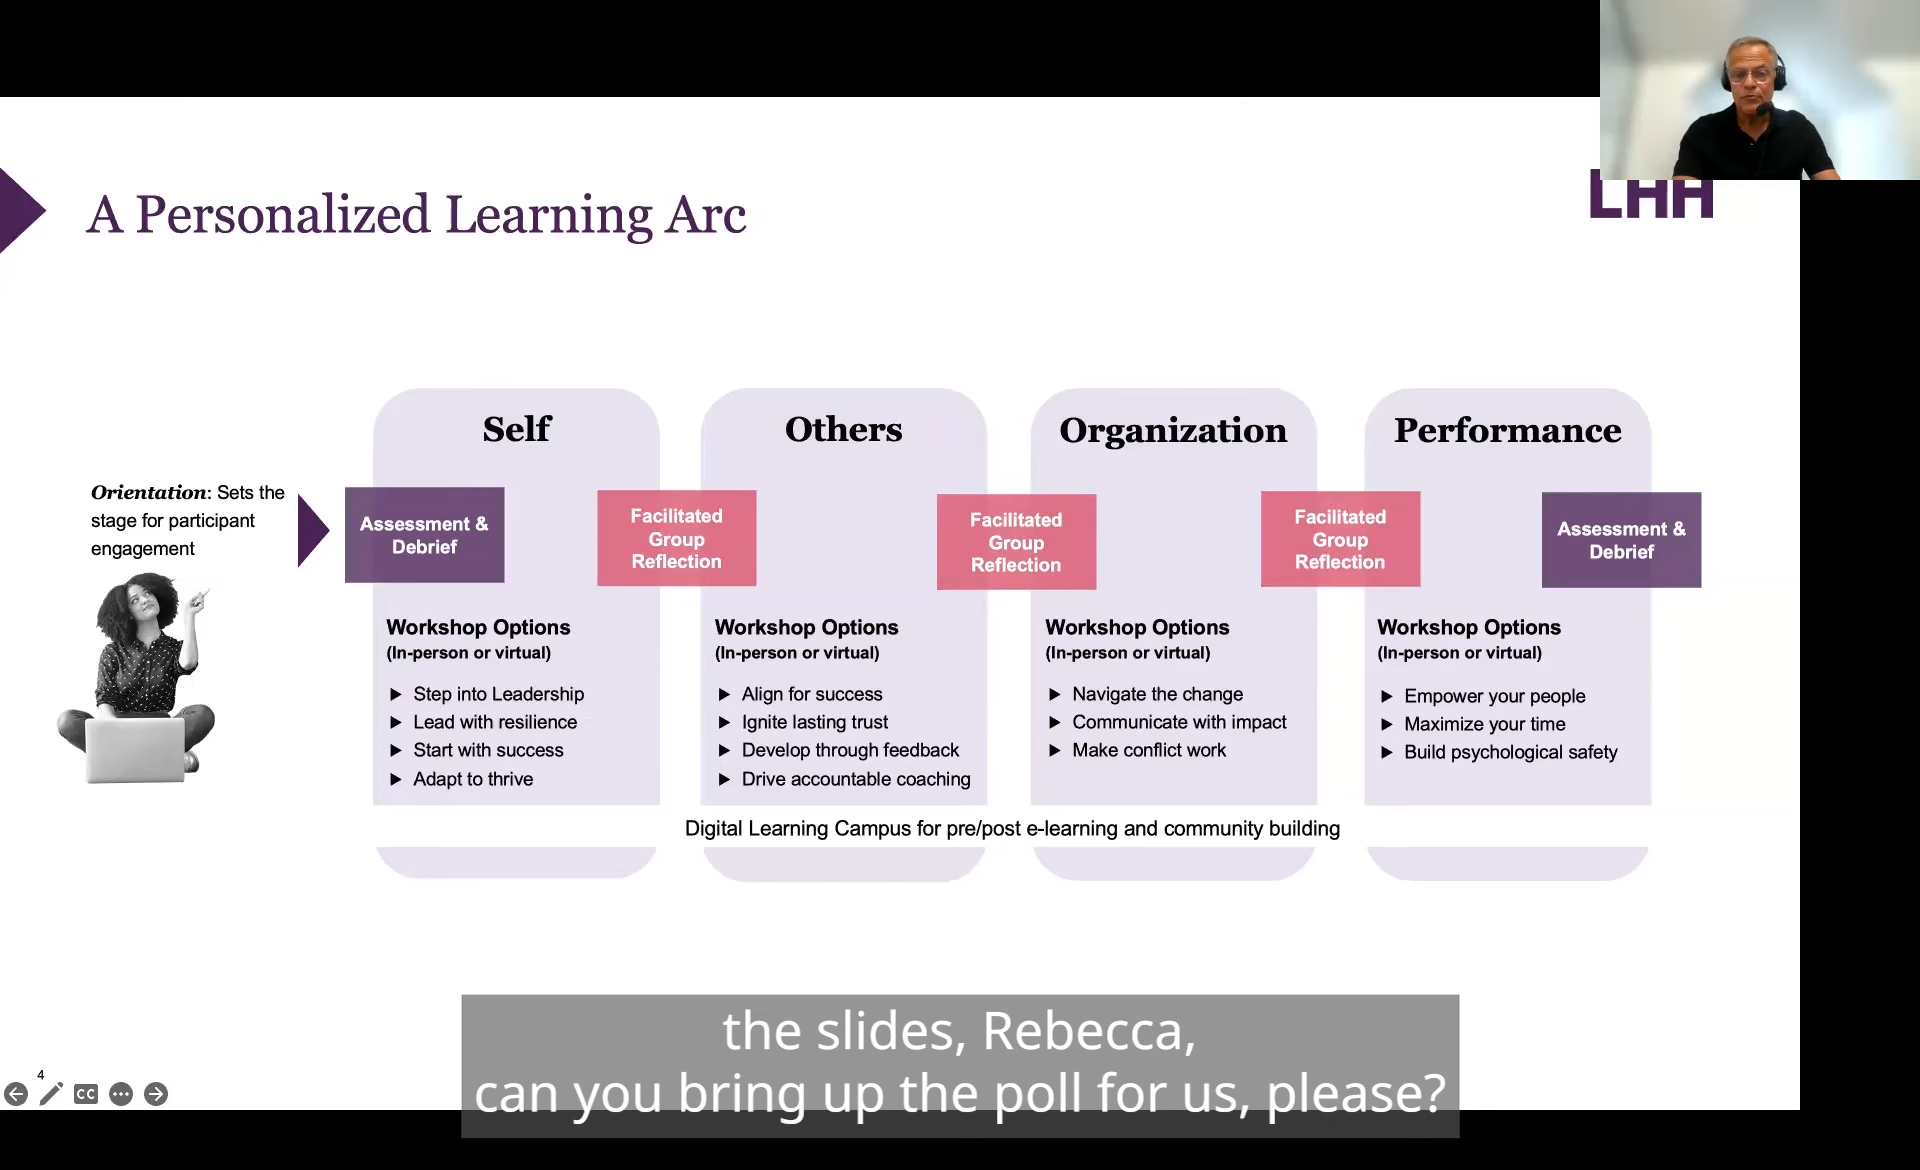 LHH
A Personalized Learning Arc
Orientation: Sets the
stage for participant
engagement
Self
Assessment &
Debrief
Facilitated
Group
Reflection
Workshop Options
(In-person or virtual)
Step into Leadership
Lead with resilience
Start with success
Adapt to thrive
Others
Facilitated
Group
Reflection
Workshop Options
(In-person or virtual)
Align for success
Ignite lasting trust
Develop through feedback
Drive accountable coaching
Organization
Facilitated
Group
Reflection
Workshop Options
(In-person or virtual)
Navigate the change
Communicate with impact
Make conflict work
Performance
Assessment &
Debrief
Workshop Options
(In-person or virtual)
Empower your people
Maximize your time
Build psychological safety
Digital Learning Campus for pre/post e-learning and community building
the slides, Rebecca,
can you bring up the poll for us, please?
4
CC